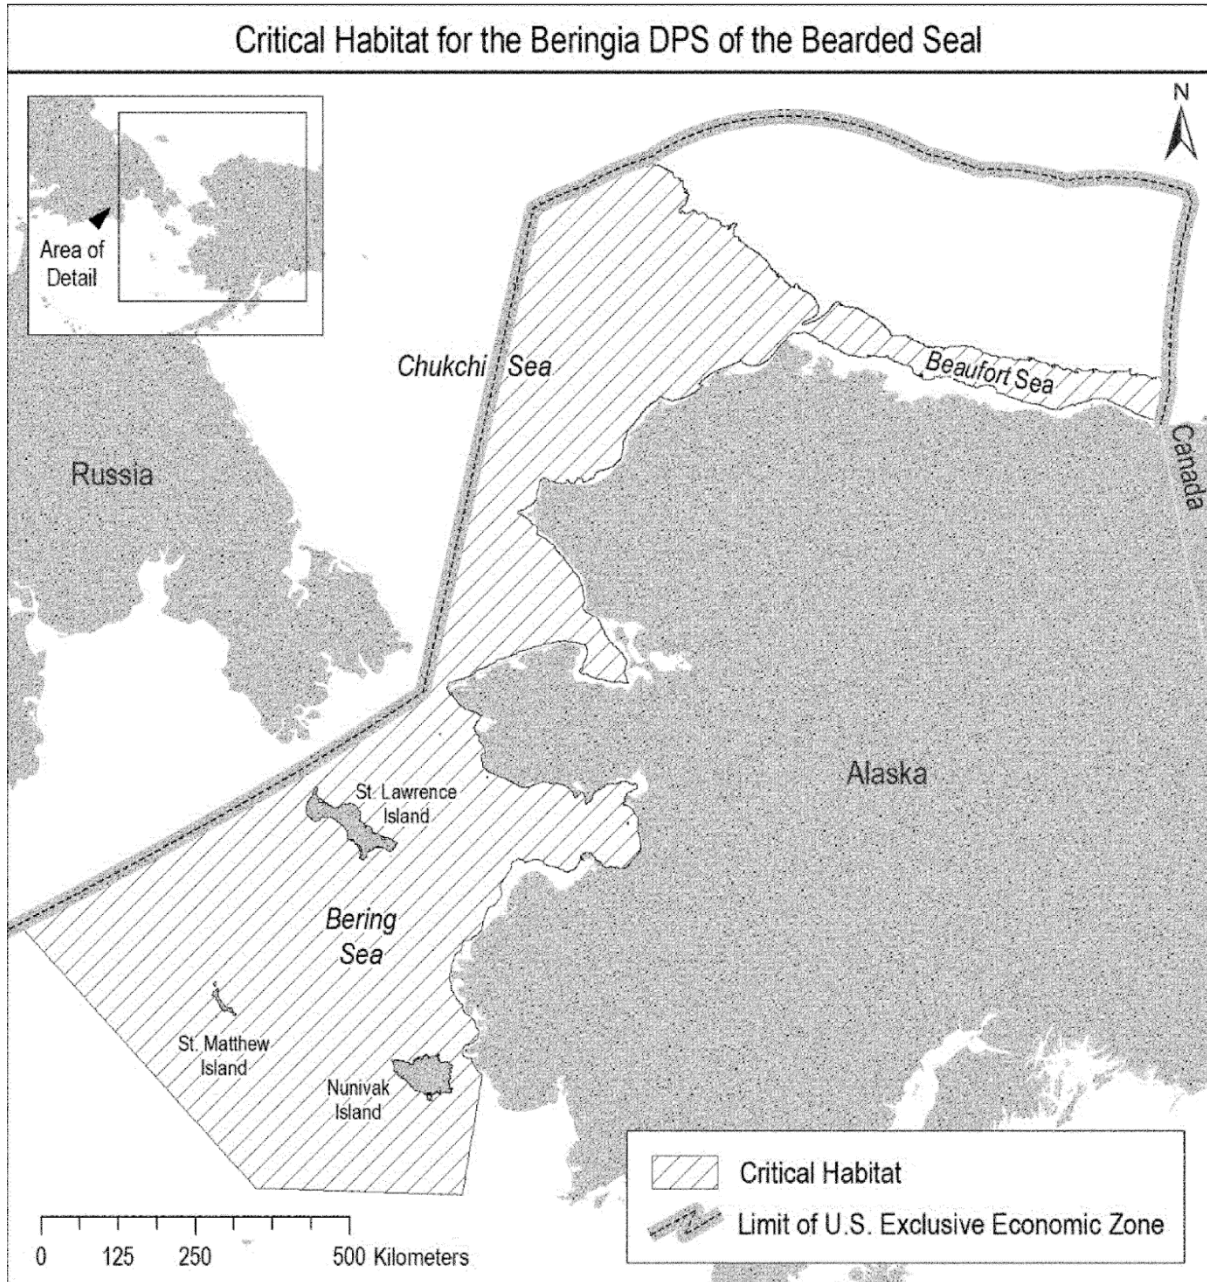 Critical Habitat for the Beringia DPS of the Bearded Seal
N
Area of
Detail
Chukchi Sea
Beaufort Sea
Russia
Canada
Alaska
St. Lawrence
Island
Bering
Sea
St. Matthew
Island
Nunivak
Island
Critical Habitat
Limit of U.S. Exclusive Economic Zone
0 125 250 500 Kilometers